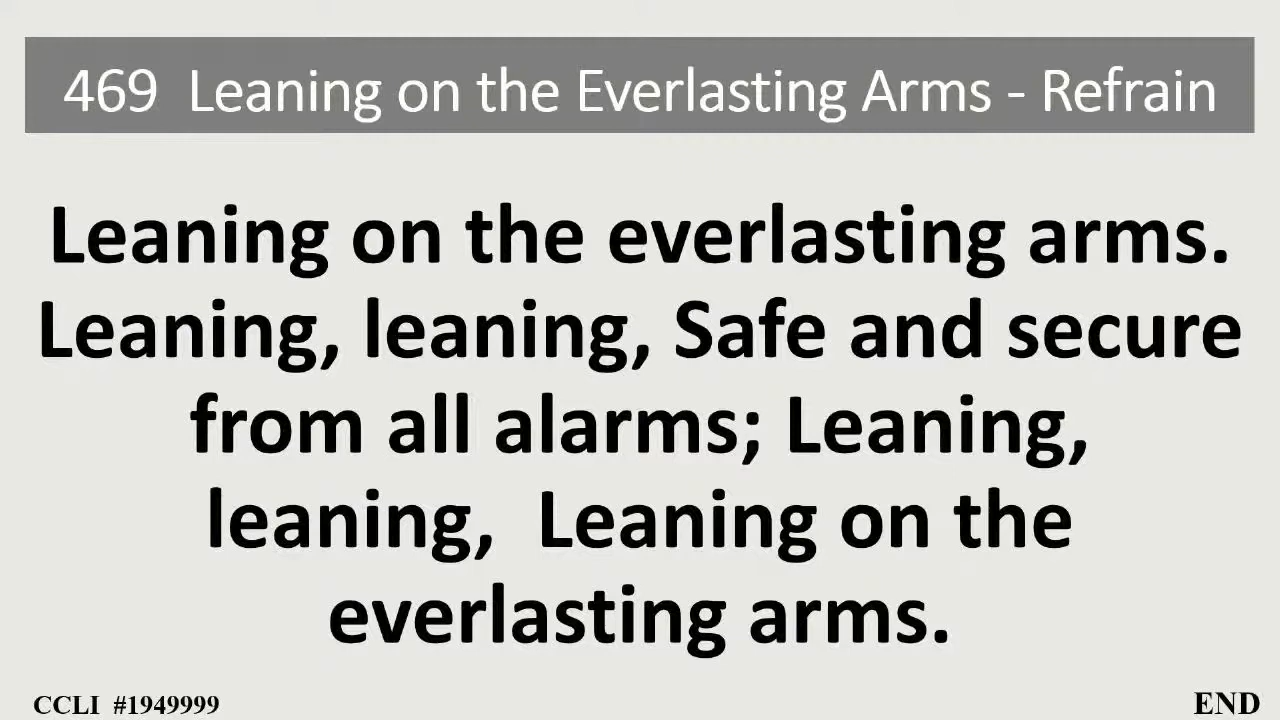 469  Leaning on the Everlasting Arms - Refrain
Leaning on the everlasting arms.
Leaning, leaning, Safe and secure
from all alarms; Leaning,
leaning,  Leaning on the
everlasting arms.
CCLI  #1949999
END